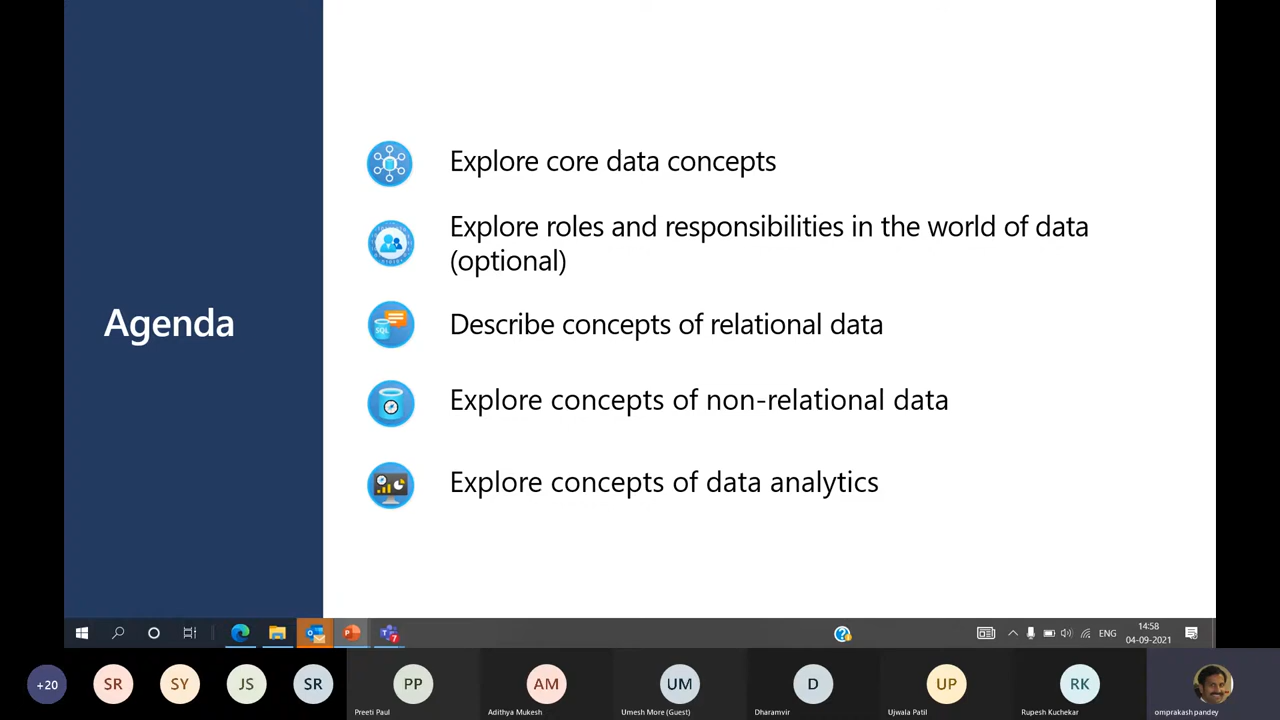 Agenda
Explore core data concepts
Explore roles and responsibilities in the world of data
(optional)
SQL
Describe concepts of relational data
Explore concepts of non-relational data
Explore concepts of data analytics
7
ENG
14:58
04-09-2021
+20
SR
SY
JS
SR
PP
AM
UM
D
UP
RK
Preeti Paul
Adithya Mukesh
Umesh More (Guest)
Dharamvir
Ujwala Patil
Rupesh Kuchekar
omprakash pandey